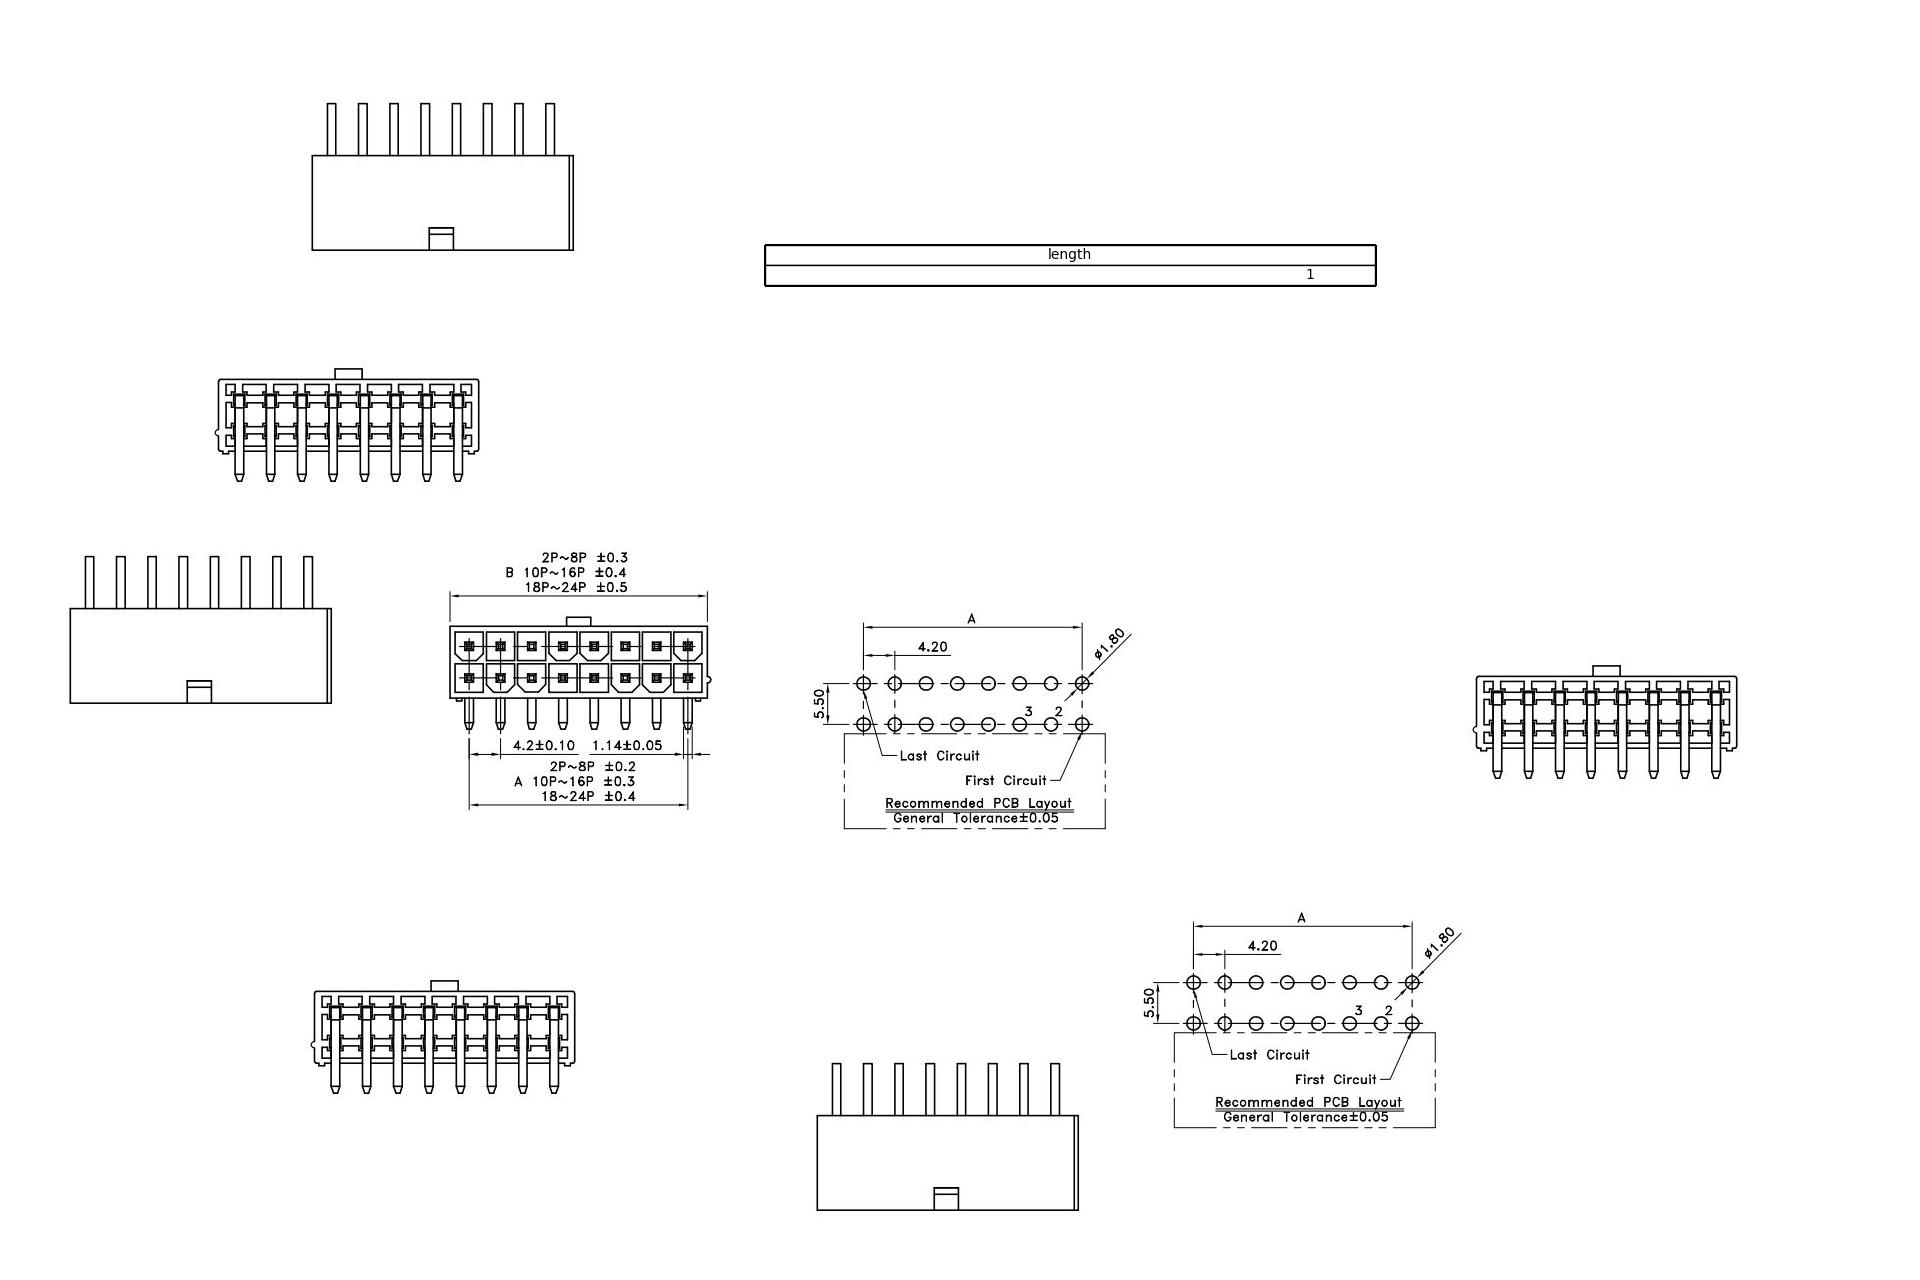 length
1
2P~8P ±0.3
B 10P~16P ±0.4
18P~24P ±0.5
4.2±0.10
1.14±0.05
2P~8P ±0.2
A 10P~16P ±0.3
18~24P ±0.4
A
4.20
ø1.80
5.50
3
2
Last Circuit
First Circuit
Recommended PCB Layout
General Tolerance±0.05
A
4.20
ø1.80
5.50
3
2
Last Circuit
First Circuit
Recommended PCB Layout
General Tolerance±0.05